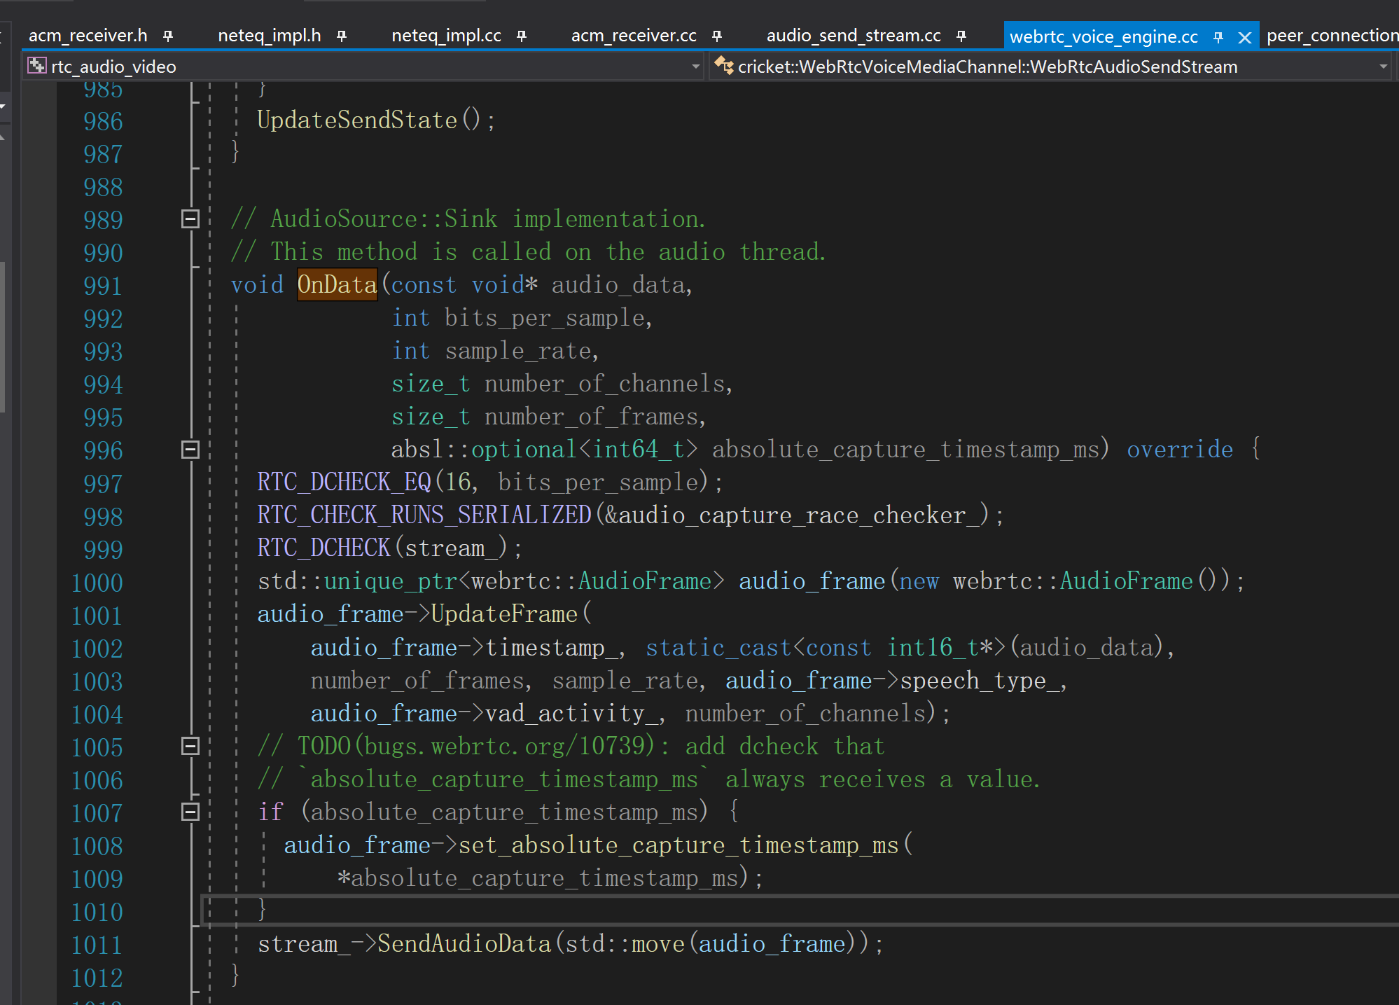 acm_receiver.h neteq_impl.h neteq_impl.cc acm_receiver.cc audio_send_stream.cc webrtc_voice_engine.cc peer_connection
rtc_audio_video cricket::WebRtcVoiceMediaChannel::WebRtcAudioSendStream
985 }
986 UpdateSendState();
987 }
988
989 // AudioSource::Sink implementation.
990 // This method is called on the audio thread.
991 void OnData(const void* audio_data,
992 int bits_per_sample,
993 int sample_rate,
994 size_t number_of_channels,
995 size_t number_of_frames,
996 absl::optional<int64_t> absolute_capture_timestamp_ms) override {
997 RTC_DCHECK_EQ(16, bits_per_sample);
998 RTC_CHECK_RUNS_SERIALIZED(&audio_capture_race_checker_);
999 RTC_DCHECK(stream_);
1000 std::unique_ptr<webrtc::AudioFrame> audio_frame(new webrtc::AudioFrame());
1001 audio_frame->UpdateFrame(
1002 audio_frame->timestamp_, static_cast<const int16_t*>(audio_data),
1003 number_of_frames, sample_rate, audio_frame->speech_type_,
1004 audio_frame->vad_activity_, number_of_channels);
1005 // TODO(bugs.webrtc.org/10739): add dcheck that
1006 // `absolute_capture_timestamp_ms` always receives a value.
1007 if (absolute_capture_timestamp_ms) {
1008 audio_frame->set_absolute_capture_timestamp_ms(
1009 *absolute_capture_timestamp_ms);
1010 }
1011 stream_->SendAudioData(std::move(audio_frame));
1012 }